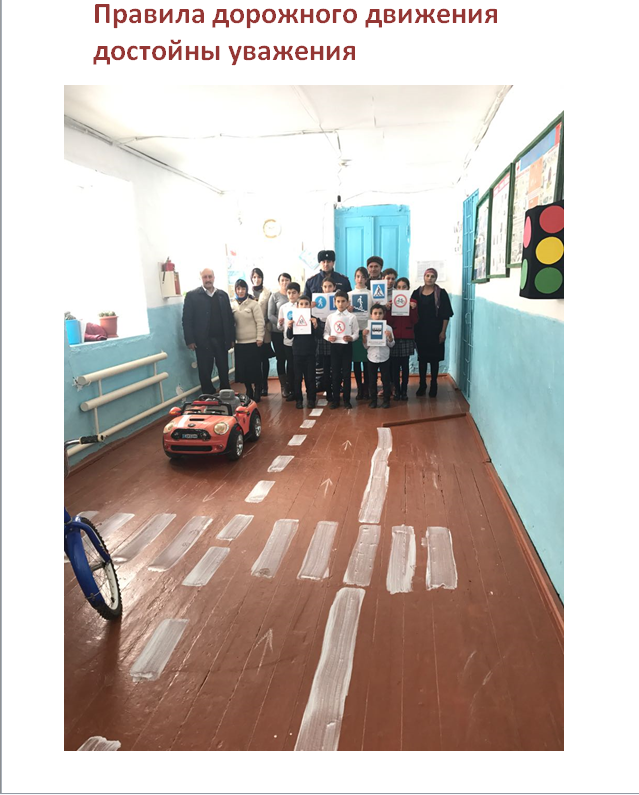 Правила дорожного движения
достойны уважения